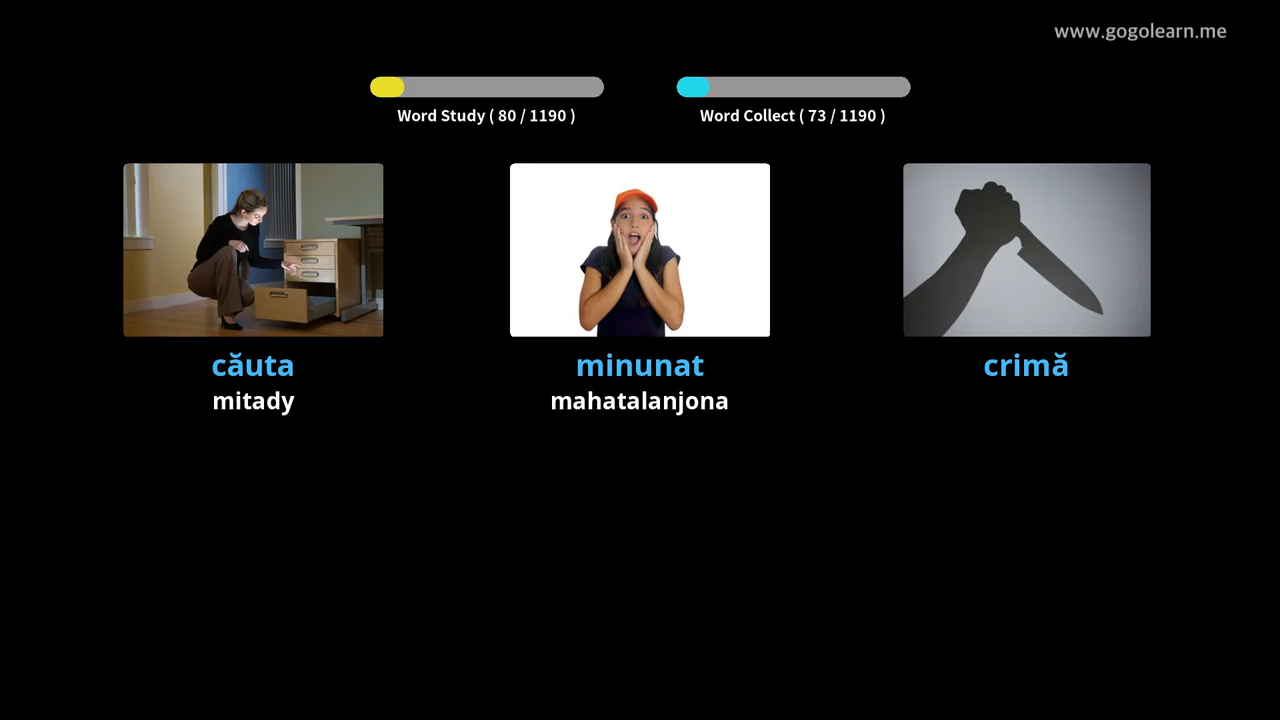 www.gogolearn.me
Word Study ( 80 / 1190 )
Word Collect ( 73 / 1190 )
căuta
mitady
minunat
mahatalanjona
crimă